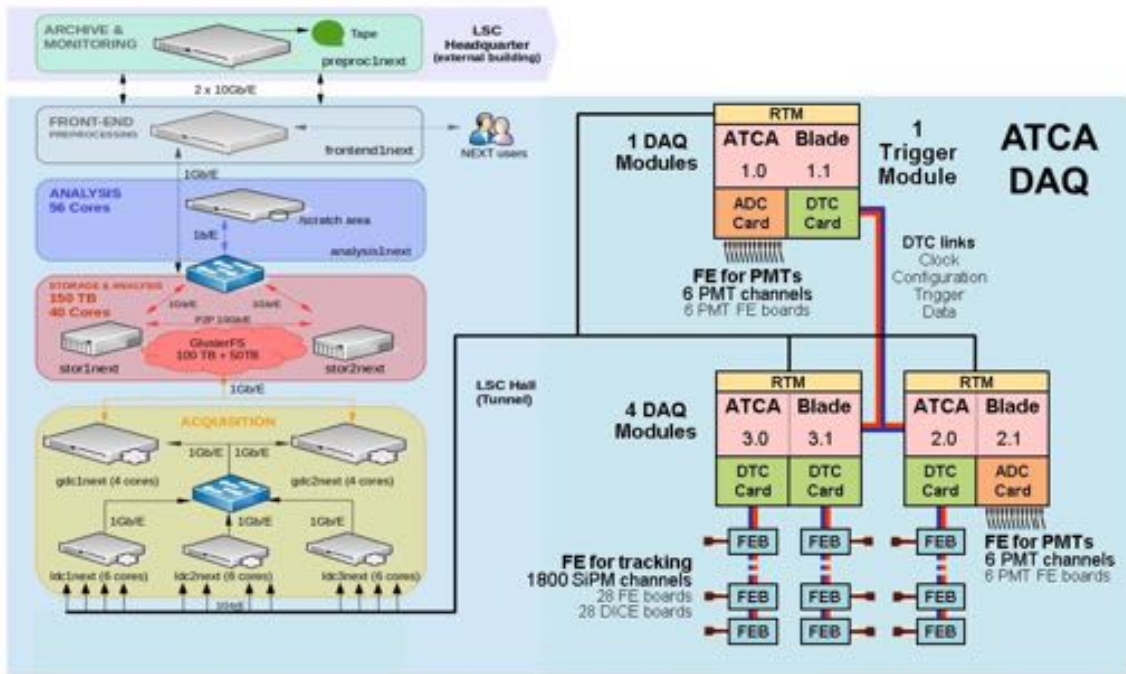 ARCHIVE &
MONITORING
Tape
preproc1next
LSC
Headquarter
(external building)
2 x 10Gb/E
FRONT-END
PREPROCESSING
frontend1next
NEXT users
1Gb/E
ANALYSIS
56 Cores
/scratch area
1b/E
analysis1next
STORAGE & ANALYSIS
150 TB
40 Cores
1Gb/E
1Gb/E
P2P 10Gb/E
GlusterFS
100 TB + 50TB
stor1next
stor2next
1Gb/E
ACQUISITION
1Gb/E
1Gb/E
gdc1next (4 cores)
gdc2next (4 cores)
1Gb/E
1Gb/E
1Gb/E
ldc1next (6 cores)
ldc2next (6 cores)
ldc3next (6 cores)
LSC Hall
(Tunnel)
ATCA
DAQ
1 DAQ
Modules
RTM
ATCA Blade
1.0 1.1
ADC
Card
DTC
Card
1
Trigger
Module
FE for PMTs
6 PMT channels
6 PMT FE boards
DTC links
Clock
Configuration
Trigger
Data
4 DAQ
Modules
RTM
ATCA Blade
3.0 3.1
DTC
Card
DTC
Card
RTM
ATCA Blade
2.0 2.1
DTC
Card
ADC
Card
FEB
FEB
FEB
FE for tracking
1800 SiPM channels
28 FE boards
28 DICE boards
FE for PMTs
6 PMT channels
6 PMT FE boards
FEB
FEB
FEB
FEB
FEB
FEB